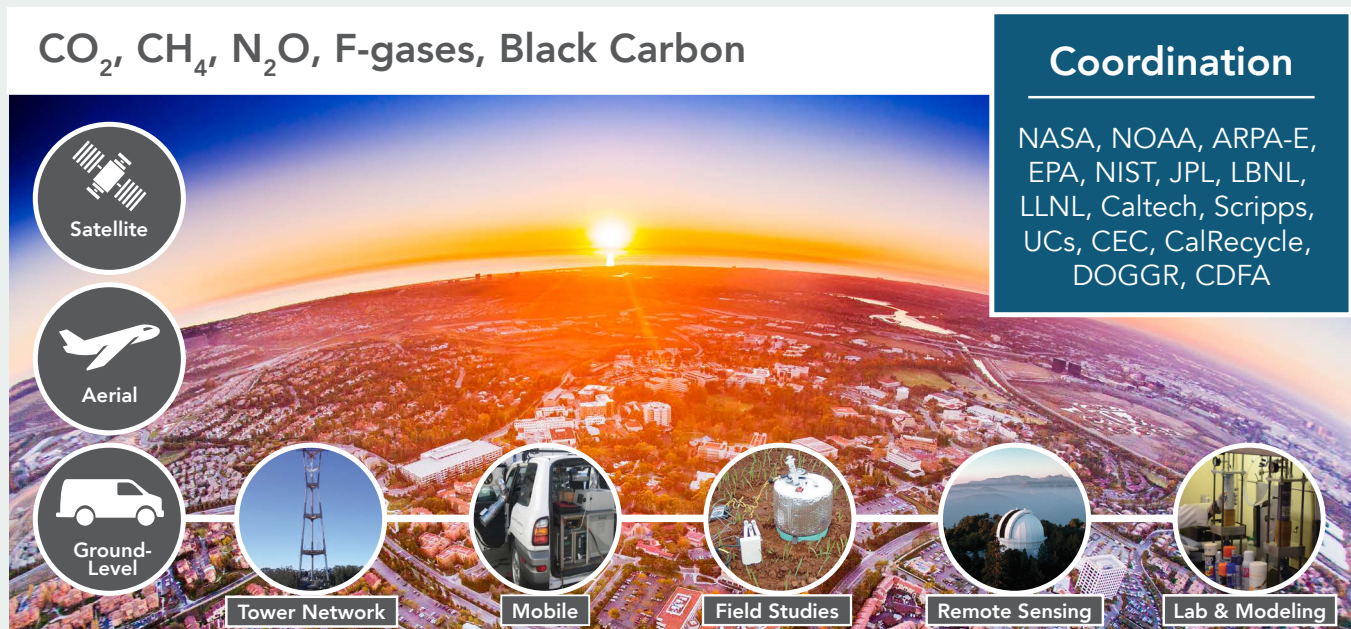 CO₂, CH₄, N₂O, F-gases, Black Carbon
Coordination
NASA, NOAA, ARPA-E,
EPA, NIST, JPL, LBNL,
LLNL, Caltech, Scripps,
UCs, CEC, CalRecycle,
DOGGR, CDFA
Satellite
Aerial
Ground-
Level
Tower Network
Mobile
Field Studies
Remote Sensing
Lab & Modeling